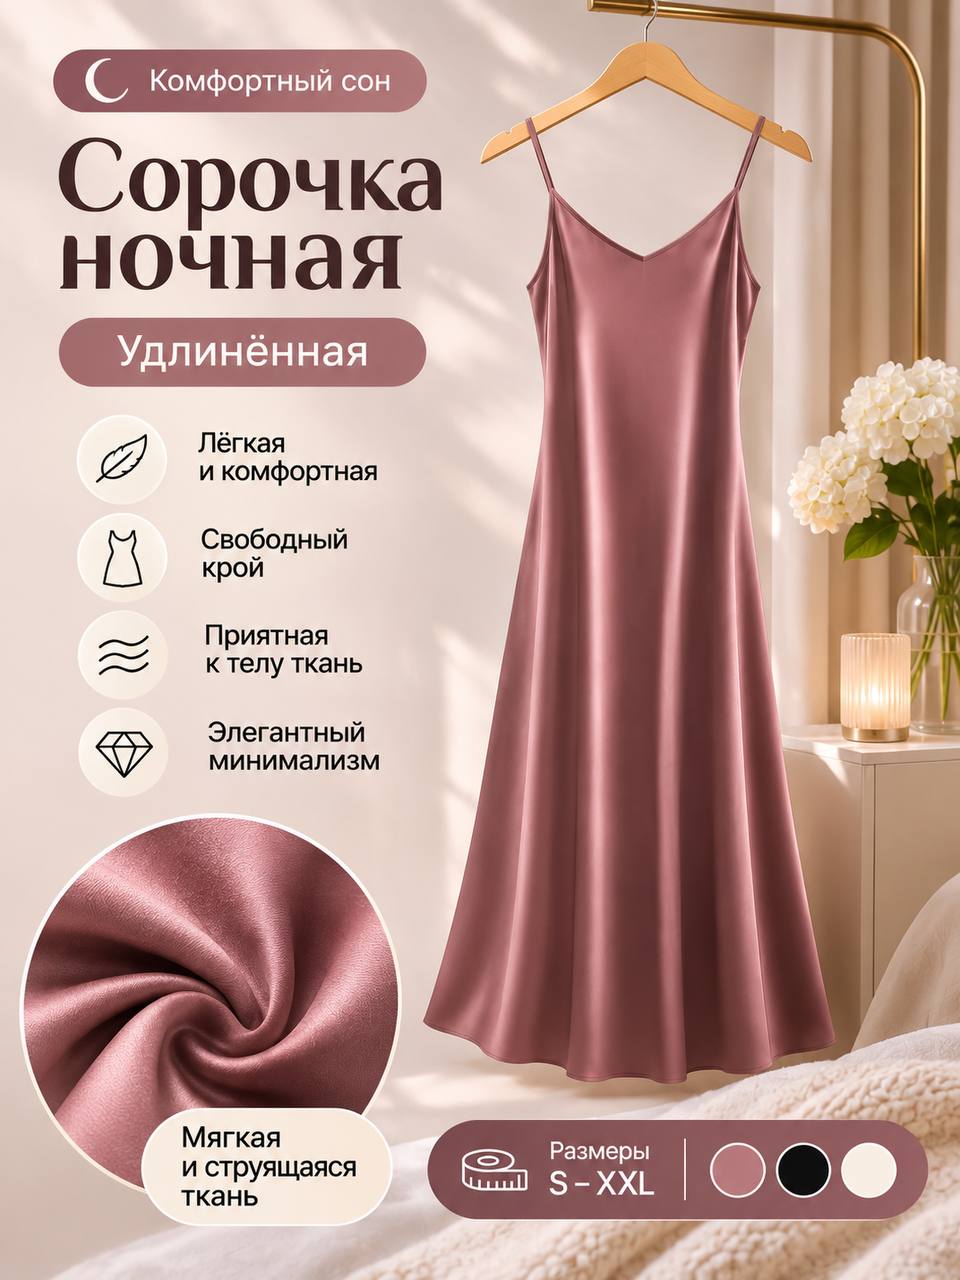 Комфортный сон
Сорочка
ночная
Удлинённая
Лёгкая
и комфортная
Свободный
крой
Приятная
к телу ткань
Элегантный
минимализм
Мягкая
и струящаяся
ткань
Размеры
S – XXL